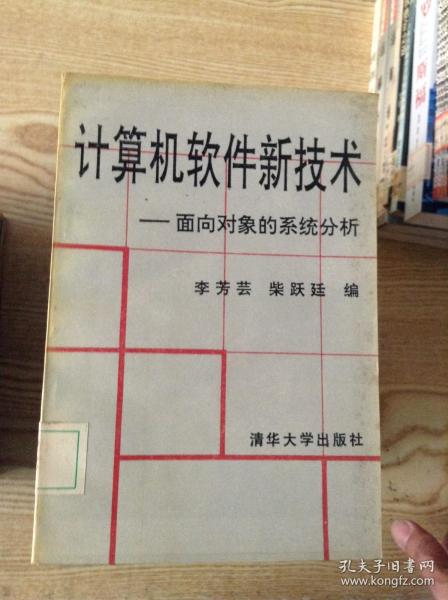 计算机软件新技术
——面向对象的系统分析
李芳芸 柴跃廷 编
清华大学出版社
孔夫子旧书网
www.kongfz.com